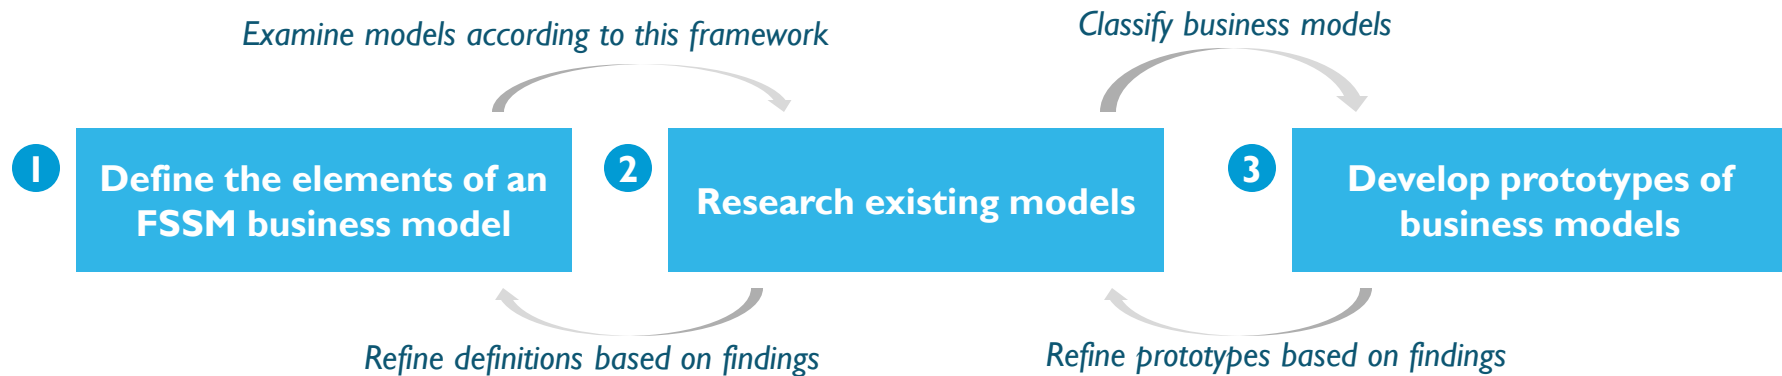 Examine models according to this framework
Classify business models
1
Define the elements of an
FSSM business model
2
Research existing models
3
Develop prototypes of
business models
Refine definitions based on findings
Refine prototypes based on findings